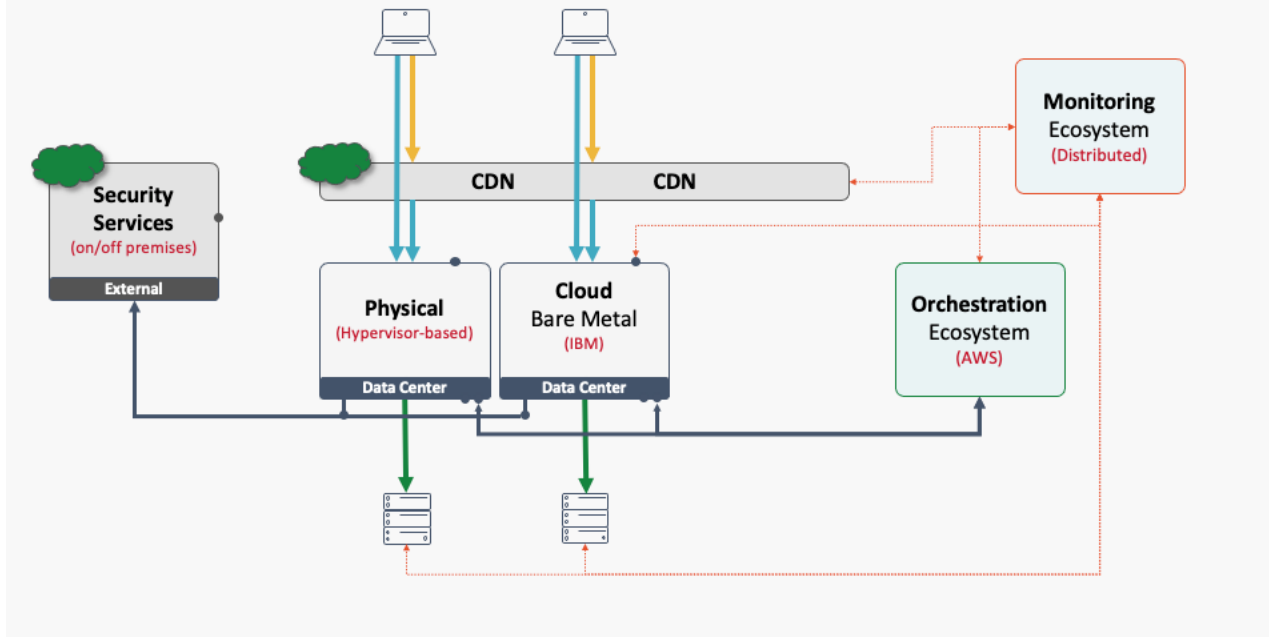 Monitoring
Ecosystem
(Distributed)
CDN
CDN
Security
Services
(on/off premises)
External
Physical
(Hypervisor-based)
Data Center
Cloud
Bare Metal
(IBM)
Data Center
Orchestration
Ecosystem
(AWS)